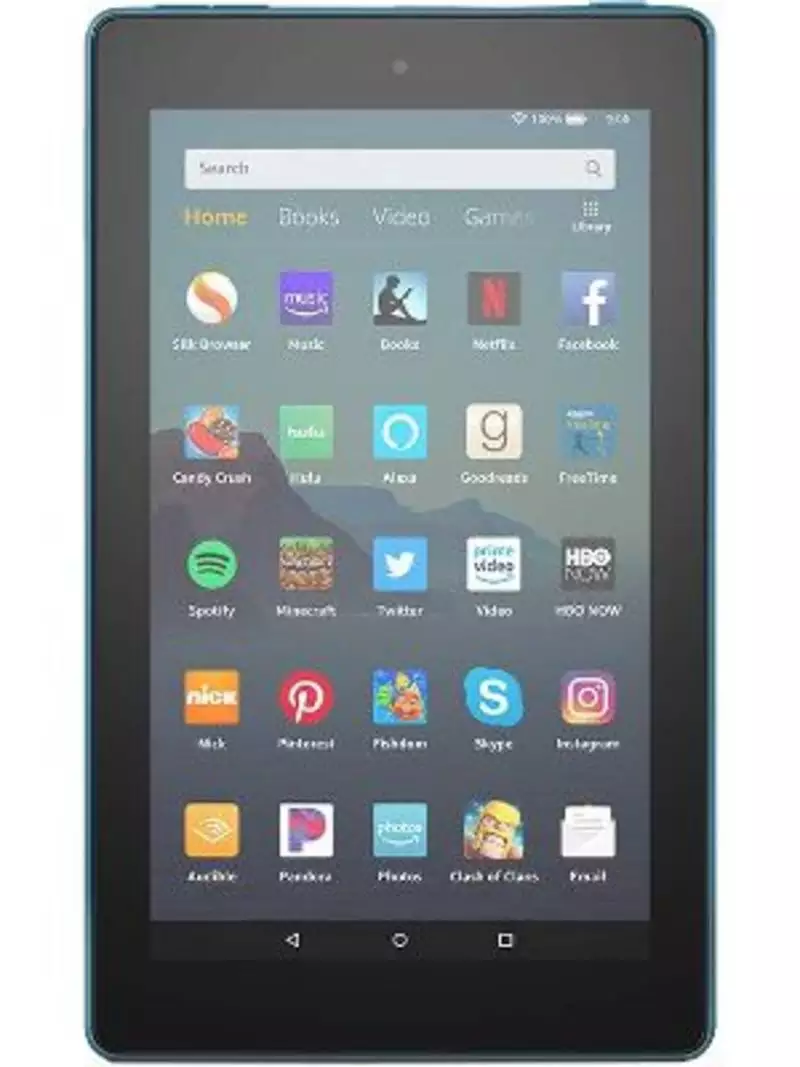 100%
Search
Home Books Video Games
Library
music
Silk Browser Music Books Netflix Facebook
hulu g
Candy Crush Hulu Alexa Goodreads FreeTime
prime video HBO NOW
Spotify Minecraft Twitter Video HBO NOW
nick S
Nick Pinterest Fishdom Skype Instagram
photos
Audible Pandora Photos Clash of Clans Email